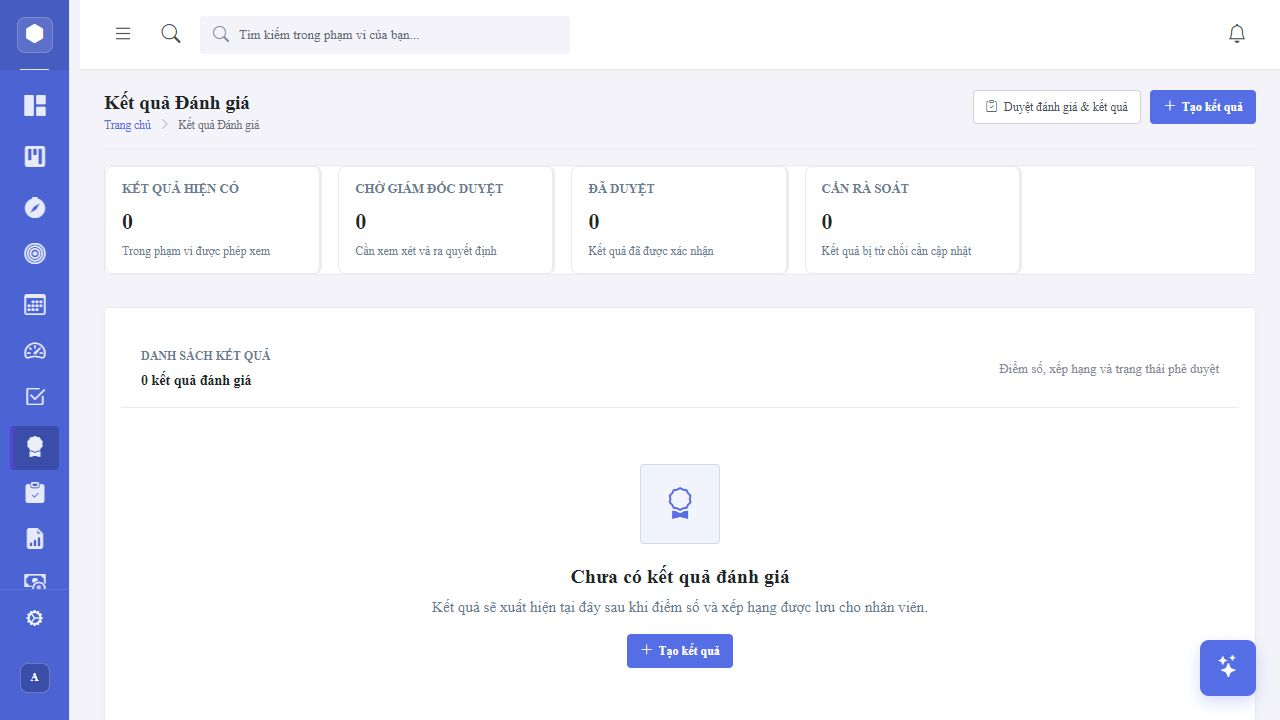 Tìm kiếm trong phạm vi của bạn...
Kết quả Đánh giá
Trang chủ
Kết quả Đánh giá
Duyệt đánh giá & kết quả
Tạo kết quả
KẾT QUẢ HIỆN CÓ
0
Trong phạm vi được phép xem
CHỜ GIÁM ĐỐC DUYỆT
0
Cần xem xét và ra quyết định
ĐÃ DUYỆT
0
Kết quả đã được xác nhận
CẦN RÀ SOÁT
0
Kết quả bị từ chối cần cập nhật
DANH SÁCH KẾT QUẢ
0 kết quả đánh giá
Điểm số, xếp hạng và trạng thái phê duyệt
Chưa có kết quả đánh giá
Kết quả sẽ xuất hiện tại đây sau khi điểm số và xếp hạng được lưu cho nhân viên.
Tạo kết quả
A